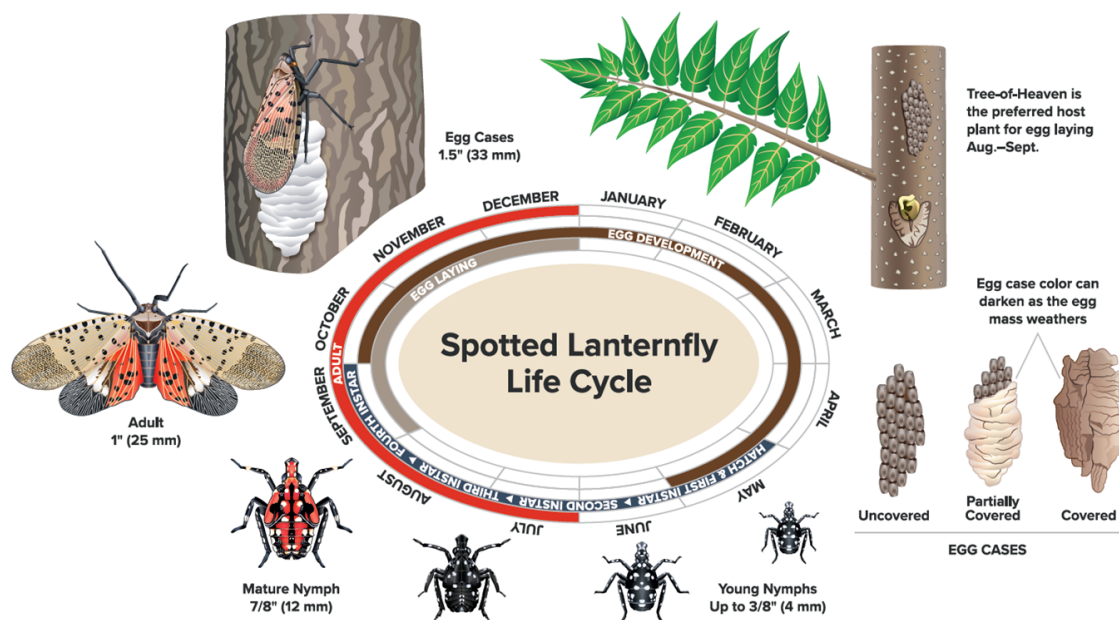 Egg Cases
1.5" (33 mm)
Tree-of-Heaven is
the preferred host
plant for egg laying
Aug.–Sept.
Egg case color can
darken as the egg
mass weathers
JANUARY
FEBRUARY
MARCH
APRIL
MAY
JUNE
JULY
AUGUST
SEPTEMBER
OCTOBER
NOVEMBER
DECEMBER
ADULT
EGG LAYING
EGG DEVELOPMENT
HATCH & FIRST INSTAR ▶ SECOND INSTAR ▶ THIRD INSTAR ▶ FOURTH INSTAR
Spotted Lanternfly
Life Cycle
Adult
1" (25 mm)
Mature Nymph
7/8" (12 mm)
Young Nymphs
Up to 3/8" (4 mm)
Uncovered
Partially
Covered
Covered
EGG CASES